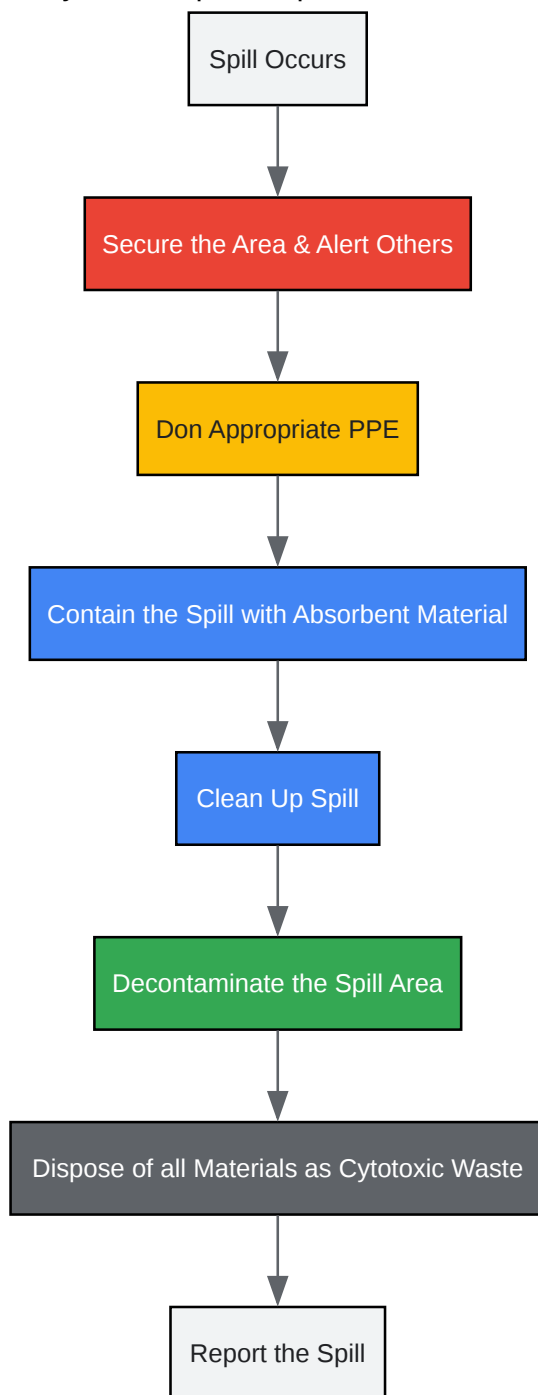 Spill Occurs
Secure the Area & Alert Others
Don Appropriate PPE
Contain the Spill with Absorbent Material
Clean Up Spill
Decontaminate the Spill Area
Dispose of all Materials as Cytotoxic Waste
Report the Spill